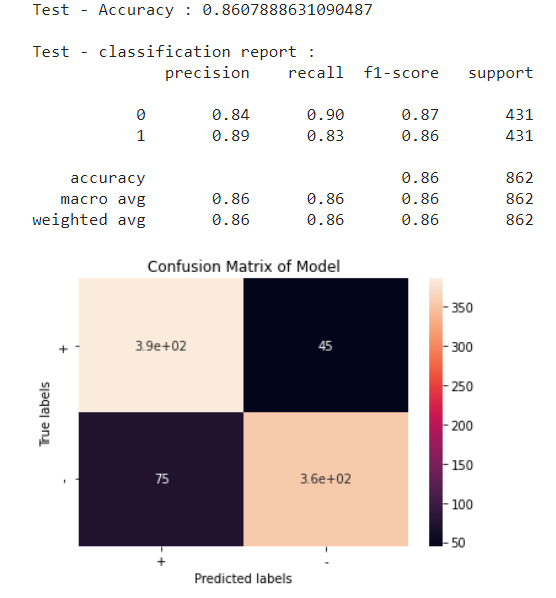 Test - Accuracy : 0.8607888631090487
Test - classification report :
precision recall f1-score support
0 0.84 0.90 0.87 431
1 0.89 0.83 0.86 431
accuracy 0.86 862
macro avg 0.86 0.86 0.86 862
weighted avg 0.86 0.86 0.86 862
Confusion Matrix of Model
3.9e+02 45
75 3.6e+02
+
-
True labels
+ -
Predicted labels
350
300
250
200
150
100
50